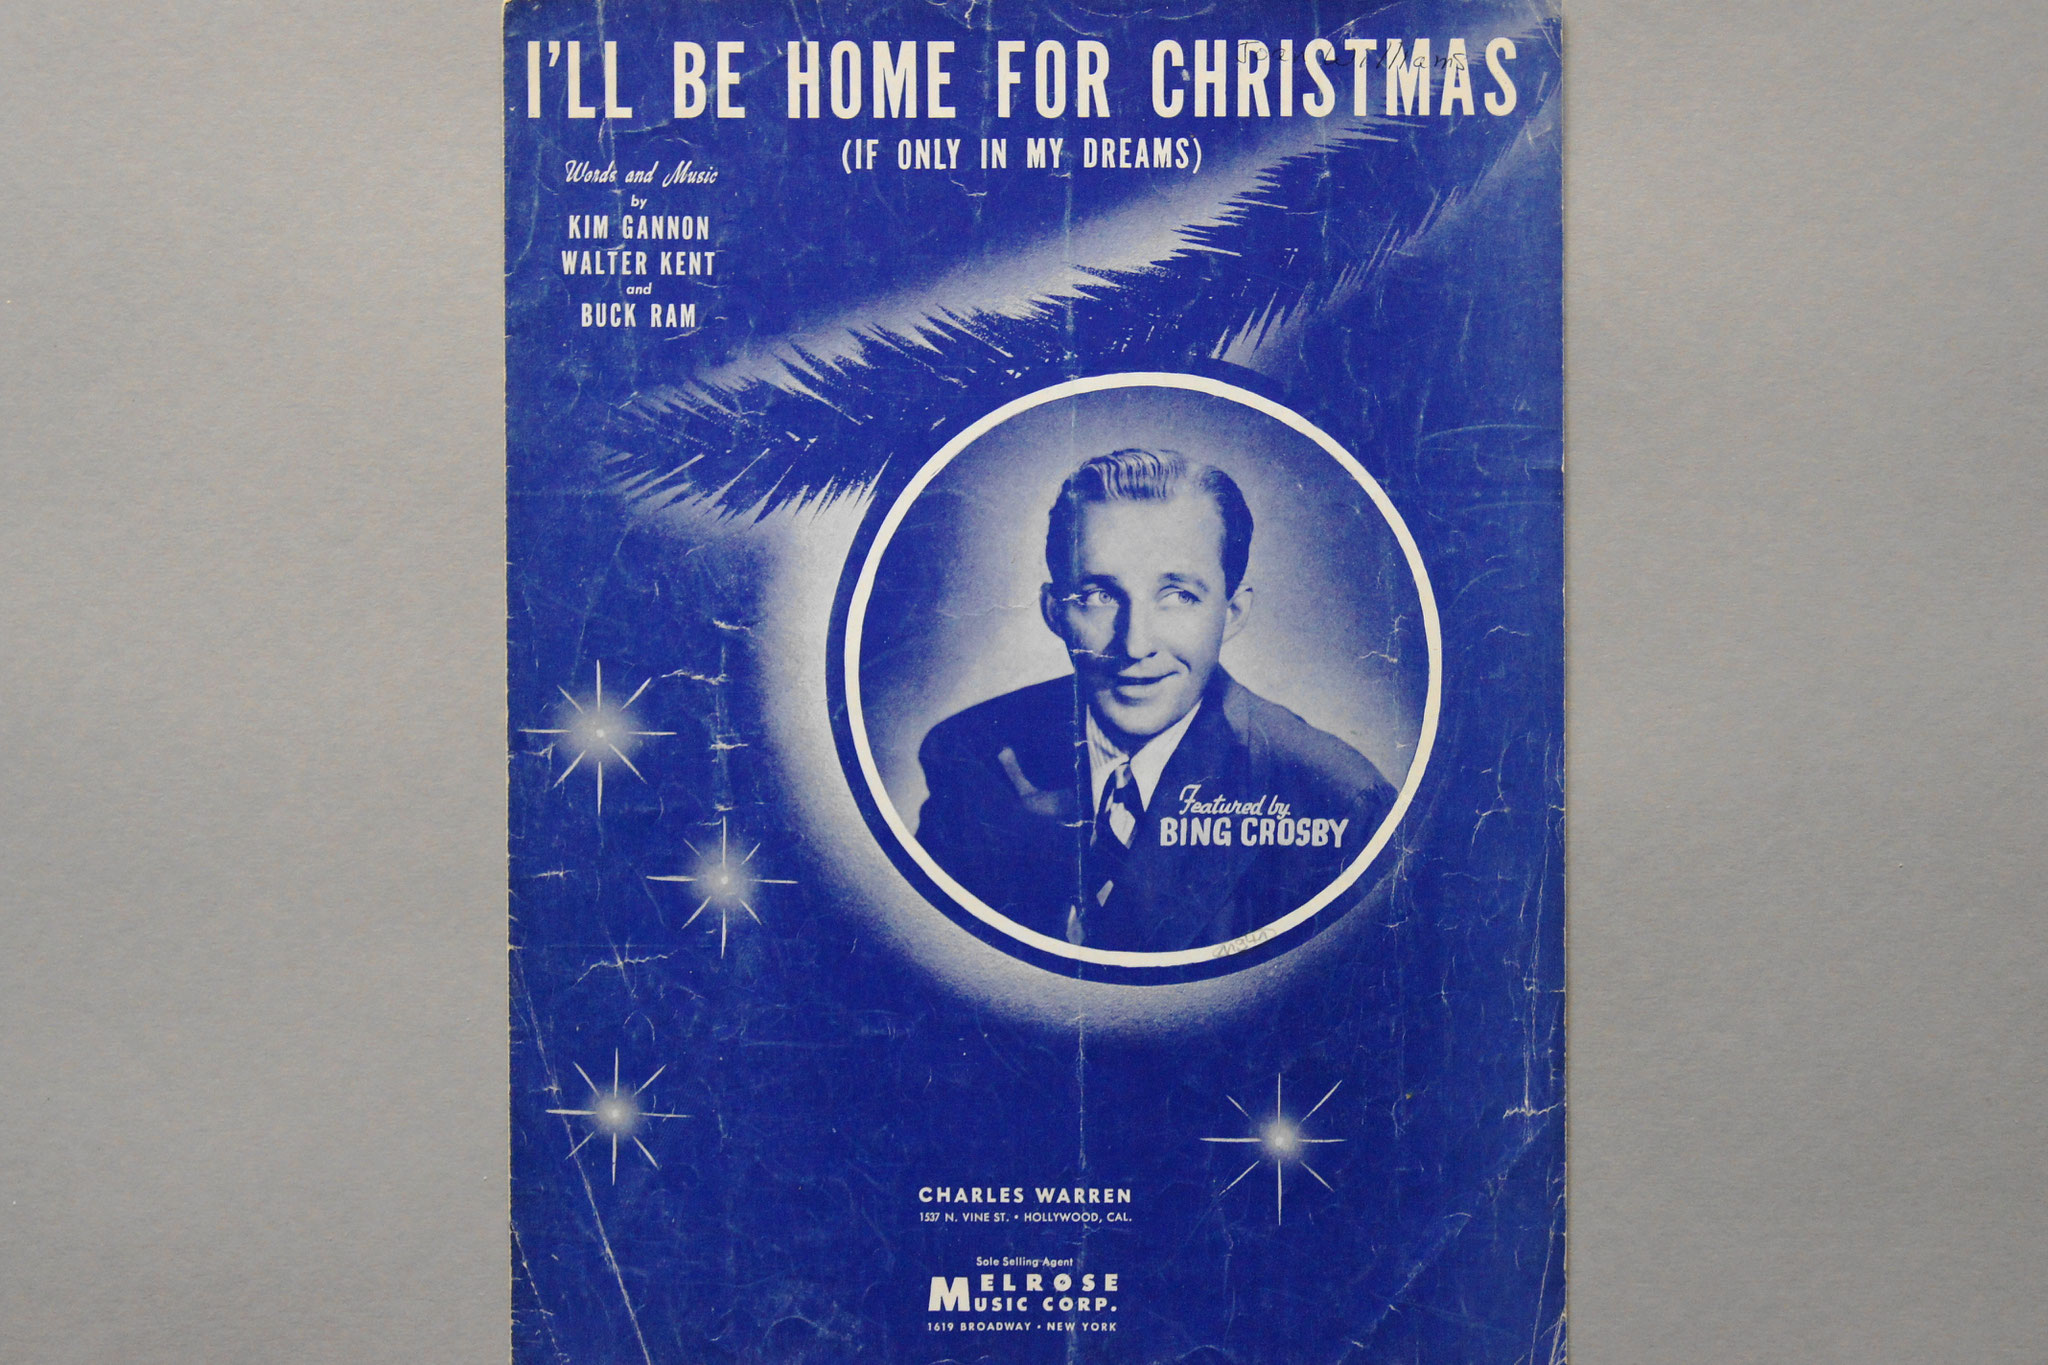 I'LL BE HOME FOR CHRISTMAS
Joan Williams
(IF ONLY IN MY DREAMS)
Words and Music
by
KIM GANNON
WALTER KENT
and
BUCK RAM
Featured by
BING CROSBY
CHARLES WARREN
1537 N. VINE ST. • HOLLYWOOD, CAL.
Sole Selling Agent
MELROSE
MUSIC CORP.
1619 BROADWAY • NEW YORK